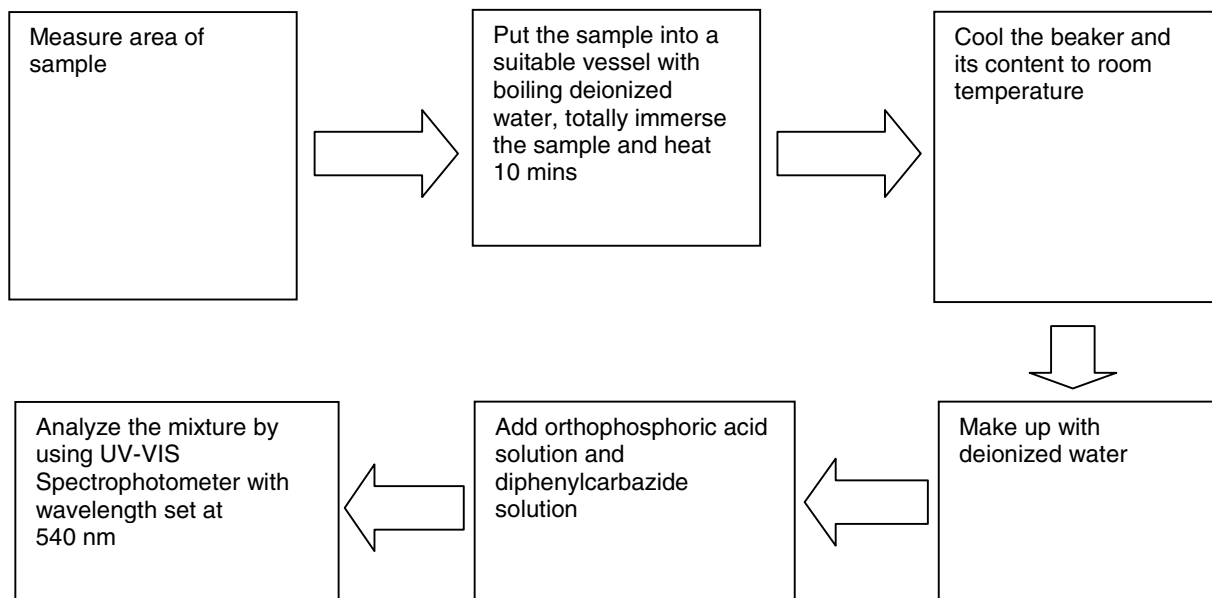 Measure area of
sample
Put the sample into a
suitable vessel with
boiling deionized
water, totally immerse
the sample and heat
10 mins
Cool the beaker and
its content to room
temperature
Make up with
deionized water
Add orthophosphoric acid
solution and
diphenylcarbazide
solution
Analyze the mixture by
using UV-VIS
Spectrophotometer with
wavelength set at
540 nm